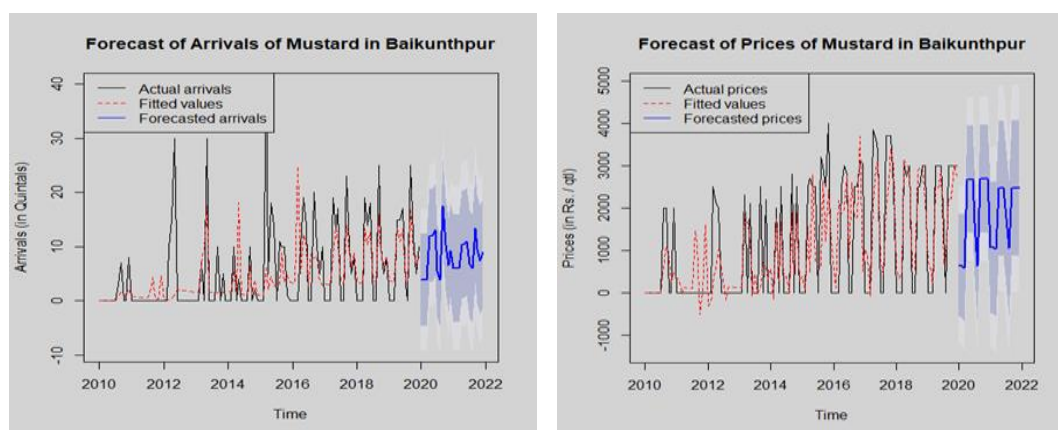 Forecast of Arrivals of Mustard in Baikunthpur
Actual arrivals
Fitted values
Forecasted arrivals
Arrivals (in Quintals)
40
30
20
10
0
-10
2010 2012 2014 2016 2018 2020 2022
Time
Forecast of Prices of Mustard in Baikunthpur
Actual prices
Fitted values
Forecasted prices
Prices (in Rs. / qtl)
5000
4000
3000
2000
1000
0
-1000
2010 2012 2014 2016 2018 2020 2022
Time